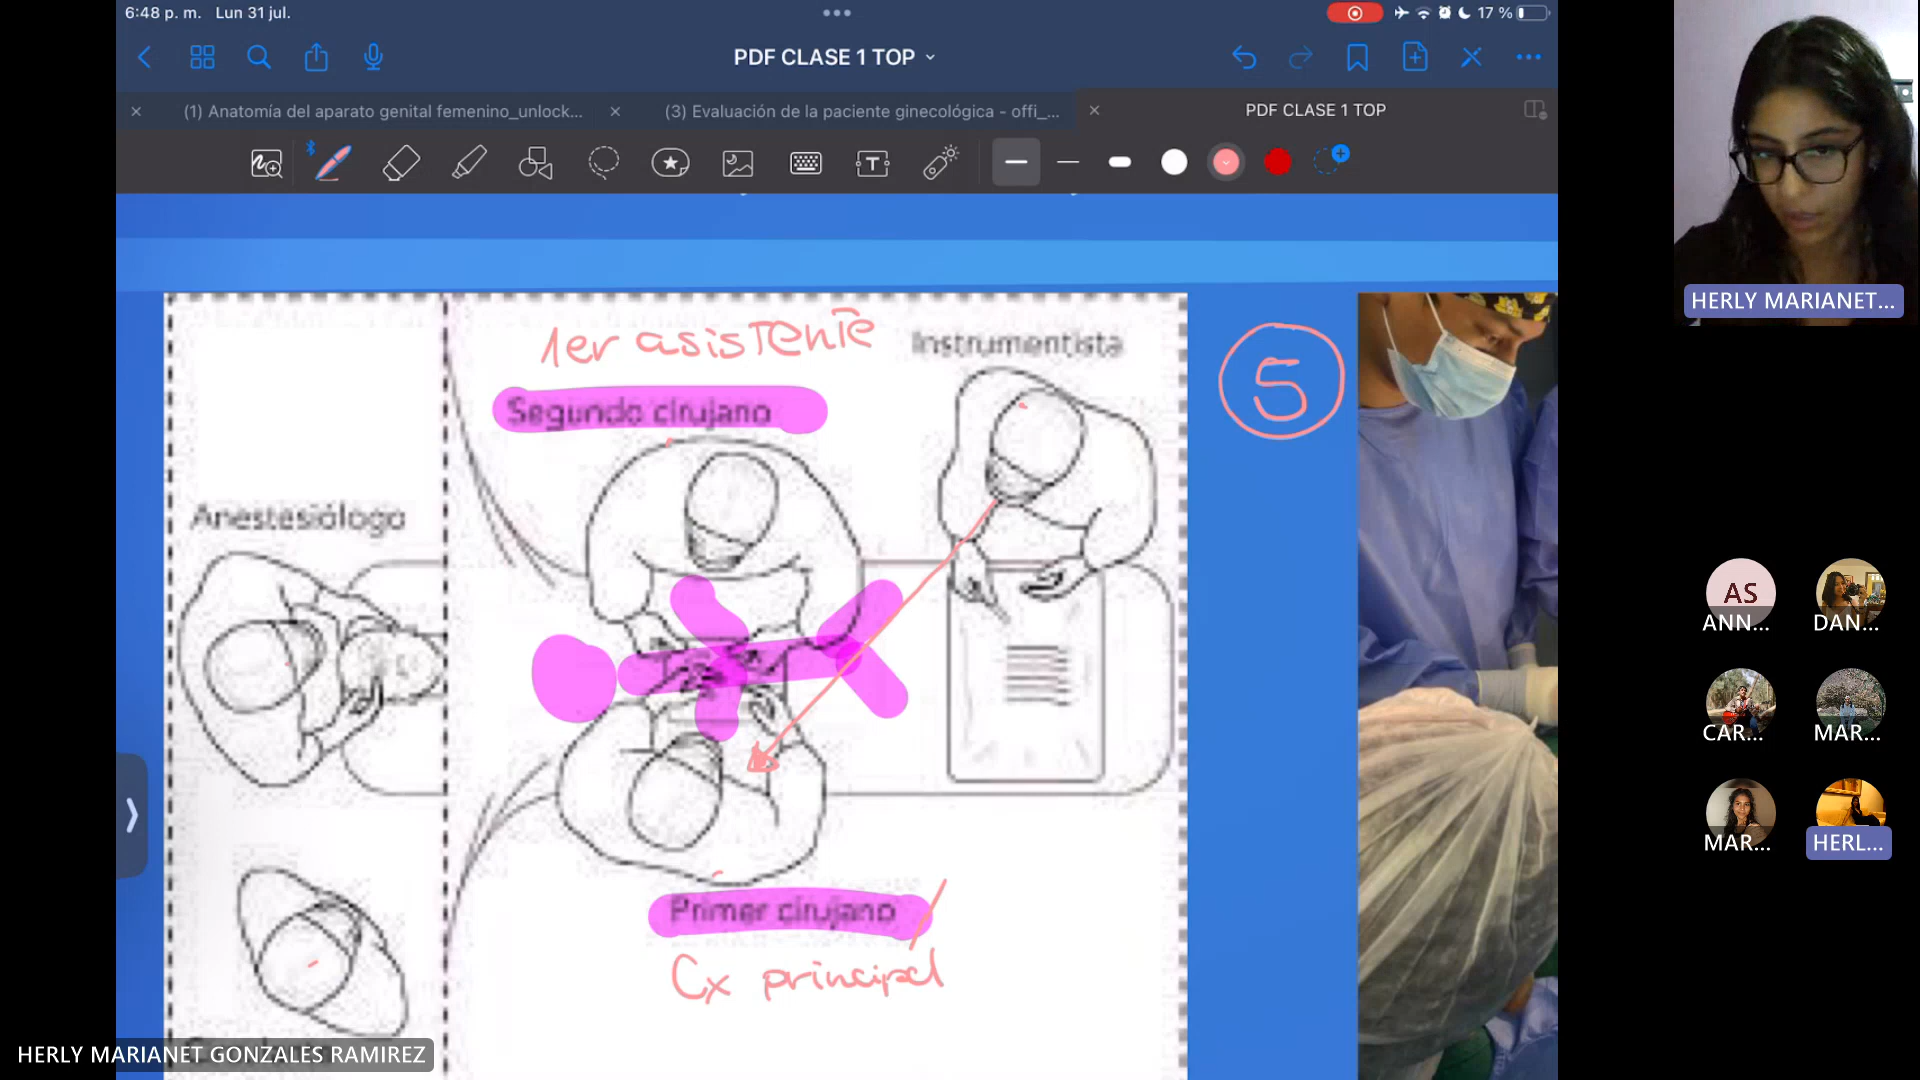 6:48 p. m. Lun 31 jul.
17 %
PDF CLASE 1 TOP
(1) Anatomía del aparato genital femenino_unlock...
(3) Evaluación de la paciente ginecológica - offi_...
PDF CLASE 1 TOP
T
HERLY MARIANET...
1er asistente
Instrumentista
5
Segundo cirujano
Anestesiólogo
AS
ANN...
DAN...
CAR...
MAR...
MAR...
HERL...
Primer cirujano
Cx principal
HERLY MARIANET GONZALES RAMIREZ